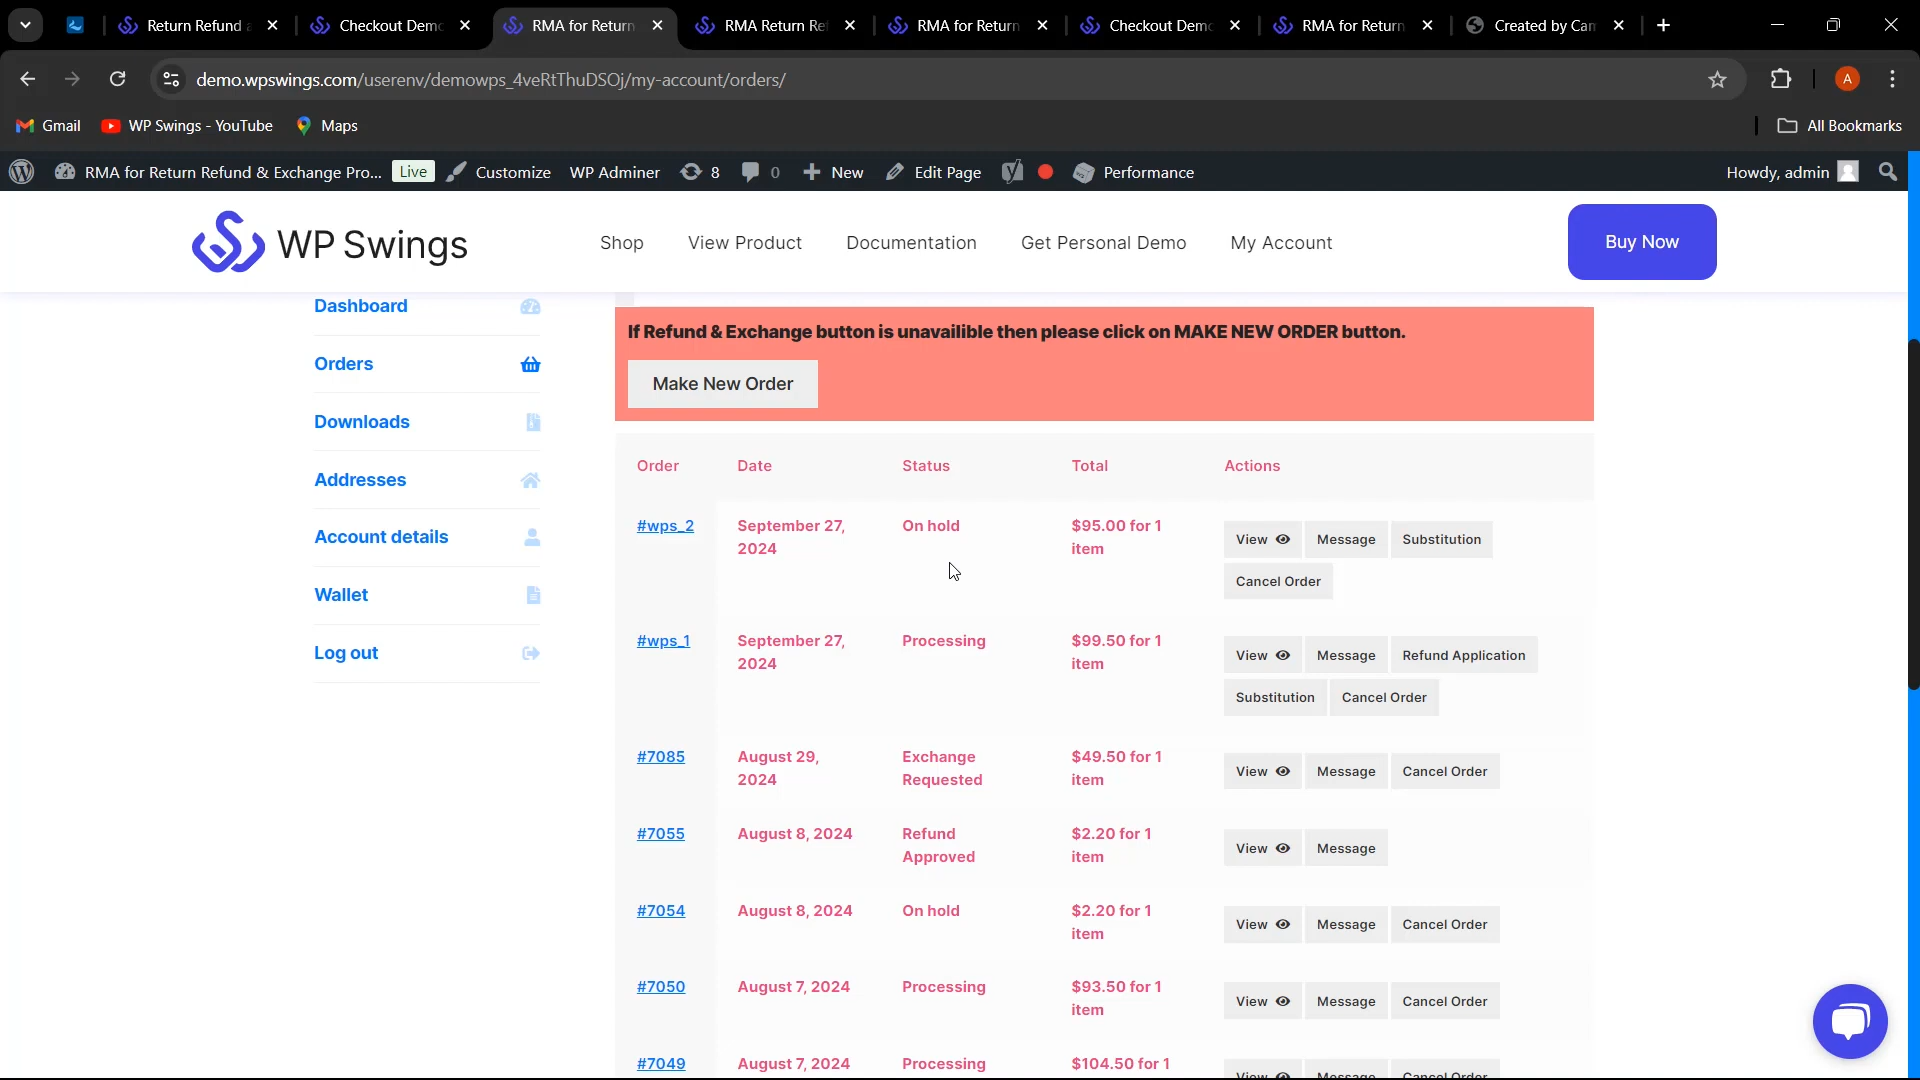 Return Refund a
Checkout Demo
RMA for Return
RMA Return Re
RMA for Return
Checkout Demo
RMA for Return
Created by Can
demo.wpswings.com/userenv/demowps_4veRtThuDSOj/my-account/orders/
A
Gmail
WP Swings - YouTube
Maps
All Bookmarks
RMA for Return Refund & Exchange Pro... Live
Customize
WP Adminer
8
0
New
Edit Page
Performance
Howdy, admin
WP Swings
Shop
View Product
Documentation
Get Personal Demo
My Account
Buy Now
Dashboard
Orders
Downloads
Addresses
Account details
Wallet
Log out
If Refund & Exchange button is unavailible then please click on MAKE NEW ORDER button.
Make New Order
Order Date Status Total Actions
#wps_2 September 27, On hold $95.00 for 1
2024 item
View Message Substitution
Cancel Order
#wps_1 September 27, Processing $99.50 for 1
2024 item
View Message Refund Application
Substitution Cancel Order
#7085 August 29, Exchange $49.50 for 1
2024 Requested item
View Message Cancel Order
#7055 August 8, 2024 Refund $2.20 for 1
Approved item
View Message
#7054 August 8, 2024 On hold $2.20 for 1
item
View Message Cancel Order
#7050 August 7, 2024 Processing $93.50 for 1
item
View Message Cancel Order
#7049 August 7, 2024 Processing $104.50 for 1
View Message Cancel Order